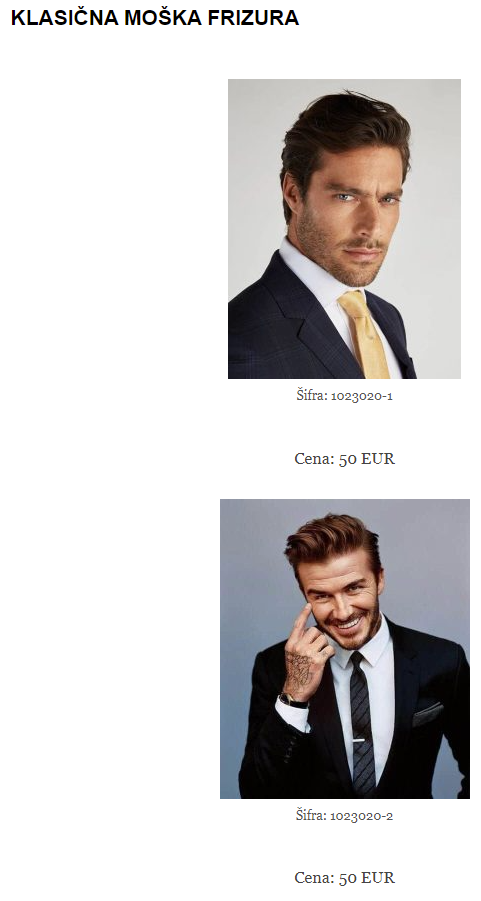 KLASIČNA MOŠKA FRIZURA
Šifra: 1023020-1
Cena: 50 EUR
Šifra: 1023020-2
Cena: 50 EUR